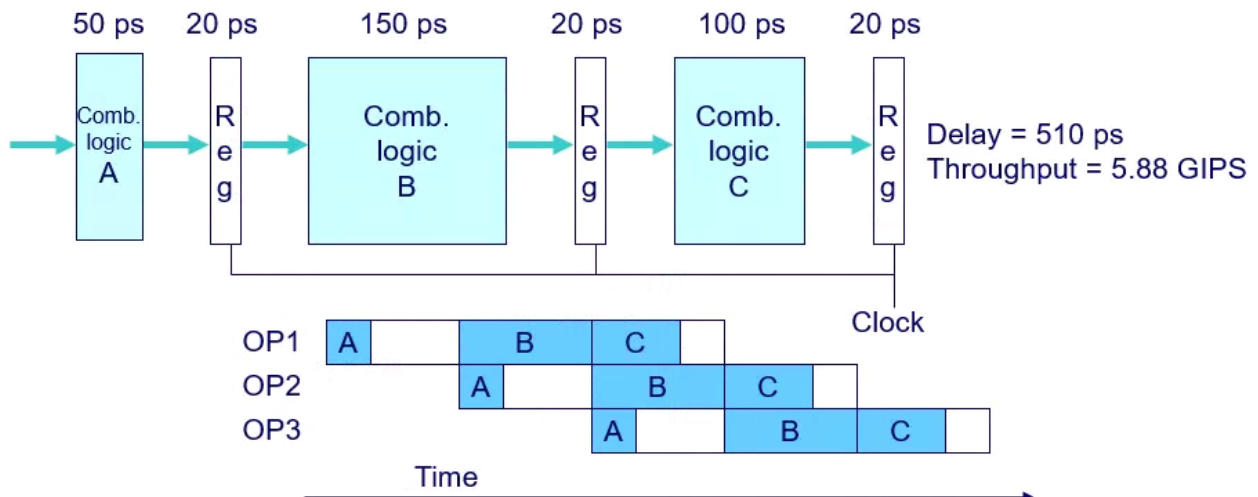 50 ps 20 ps 150 ps 20 ps 100 ps 20 ps
Comb.
logic
A
R
e
g
Comb.
logic
B
R
e
g
Comb.
logic
C
R
e
g
Delay = 510 ps
Throughput = 5.88 GIPS
Clock
OP1 A B C
OP2 A B C
OP3 A B C
Time